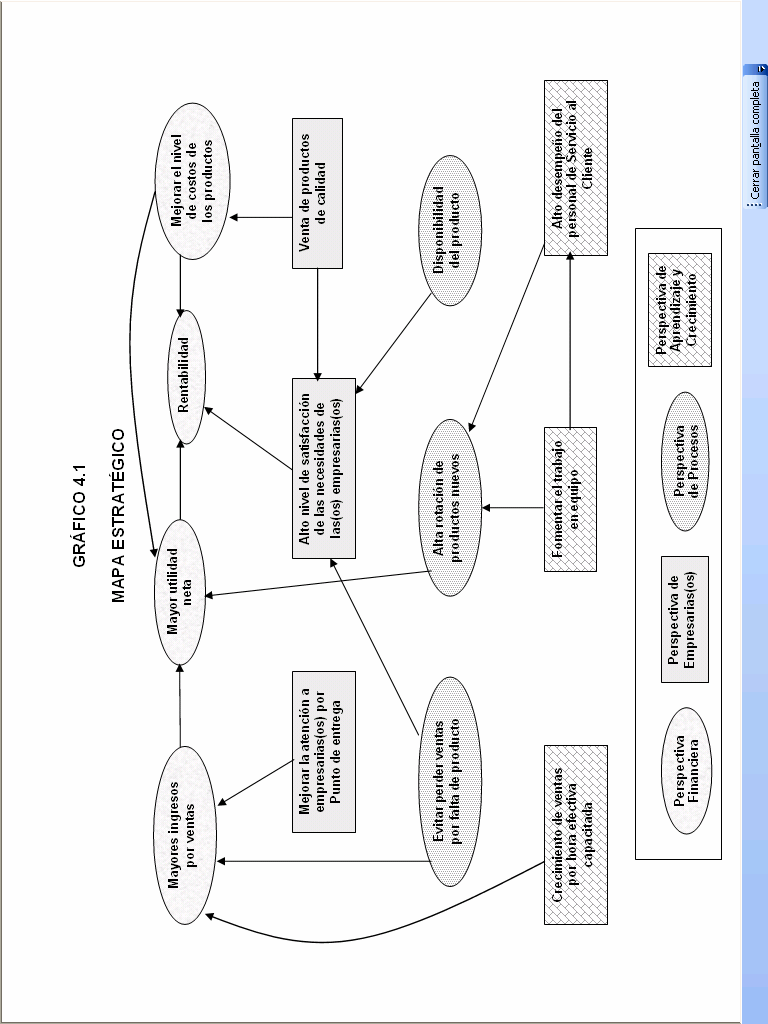 GRÁFICO 4.1
MAPA ESTRATÉGICO
Mayores ingresos
por ventas
Mayor utilidad
neta
Rentabilidad
Mejorar el nivel
de costos de
los productos
Mejorar la atención a
empresarias(os) por
Punto de entrega
Alto nivel de satisfacción
de las necesidades de
las(os) empresarias(os)
Venta de productos
de calidad
Evitar perder ventas
por falta de producto
Alta rotación de
productos nuevos
Disponibilidad
del producto
Crecimiento de ventas
por hora efectiva
capacitada
Fomentar el trabajo
en equipo
Alto desempeño del
personal de Servicio al
Cliente
Perspectiva
Financiera
Perspectiva de
Empresarias(os)
Perspectiva
de Procesos
Perspectiva de
Aprendizaje y
Crecimiento
Cerrar pantalla completa